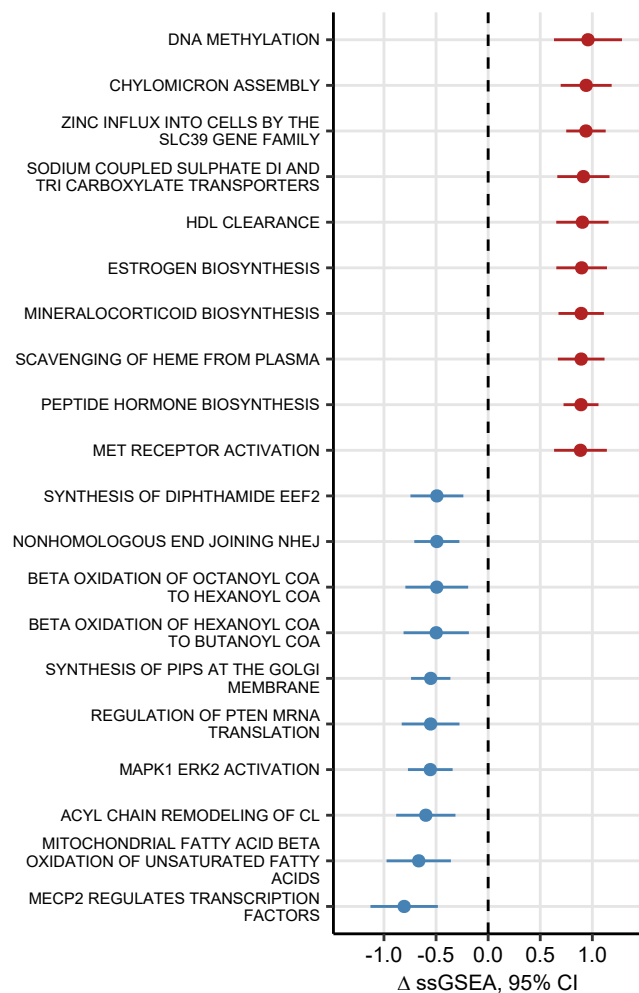 DNA METHYLATION
CHYLOMICRON ASSEMBLY
ZINC INFLUX INTO CELLS BY THE
SLC39 GENE FAMILY
SODIUM COUPLED SULPHATE DI AND
TRI CARBOXYLATE TRANSPORTERS
HDL CLEARANCE
ESTROGEN BIOSYNTHESIS
MINERALOCORTICOID BIOSYNTHESIS
SCAVENGING OF HEME FROM PLASMA
PEPTIDE HORMONE BIOSYNTHESIS
MET RECEPTOR ACTIVATION
SYNTHESIS OF DIPHTHAMIDE EEF2
NONHOMOLOGOUS END JOINING NHEJ
BETA OXIDATION OF OCTANOYL COA
TO HEXANOYL COA
BETA OXIDATION OF HEXANOYL COA
TO BUTANOYL COA
SYNTHESIS OF PIPS AT THE GOLGI
MEMBRANE
REGULATION OF PTEN MRNA
TRANSLATION
MAPK1 ERK2 ACTIVATION
ACYL CHAIN REMODELING OF CL
MITOCHONDRIAL FATTY ACID BETA
OXIDATION OF UNSATURATED FATTY
ACIDS
MECP2 REGULATES TRANSCRIPTION
FACTORS
-1.0 -0.5 0.0 0.5 1.0
Δ ssGSEA, 95% CI